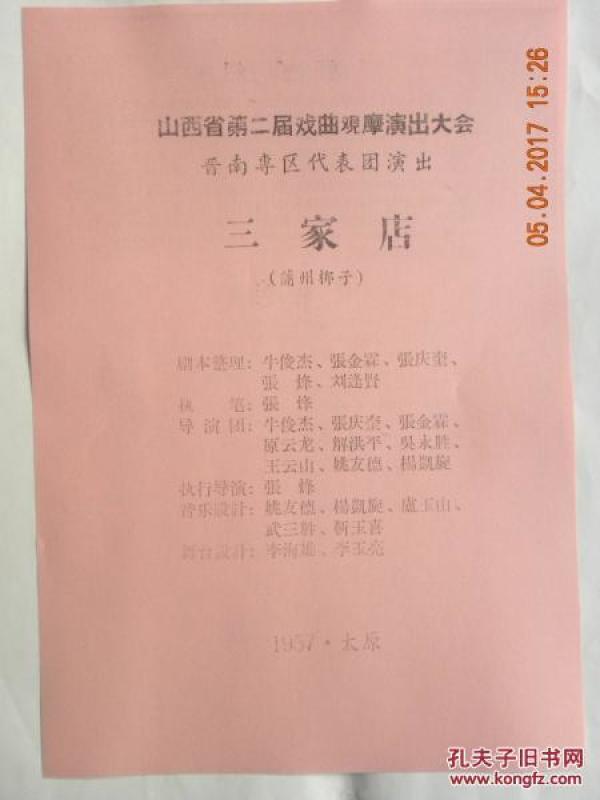 山西省第二届戏曲观摩演出大会
晋南専区代表团演出
三家店
(蒲州梆子)
剧本整理：牛俊杰、張金霖、張庆奎、
張烽、刘逢賢
执笔：張烽
导演团：牛俊杰、張庆奎、張金霖、
原云龙、解洪平、吳永胜、
王云山、姚友德、楊凱旋
执行导演：張烽
音乐設計：姚友德、楊凱旋、盧玉山、
武三胜、靳玉喜
舞台設計：李海雄、李玉亮
1957·太原
05.04.2017 15:26
孔夫子旧书网
www.kongfz.com